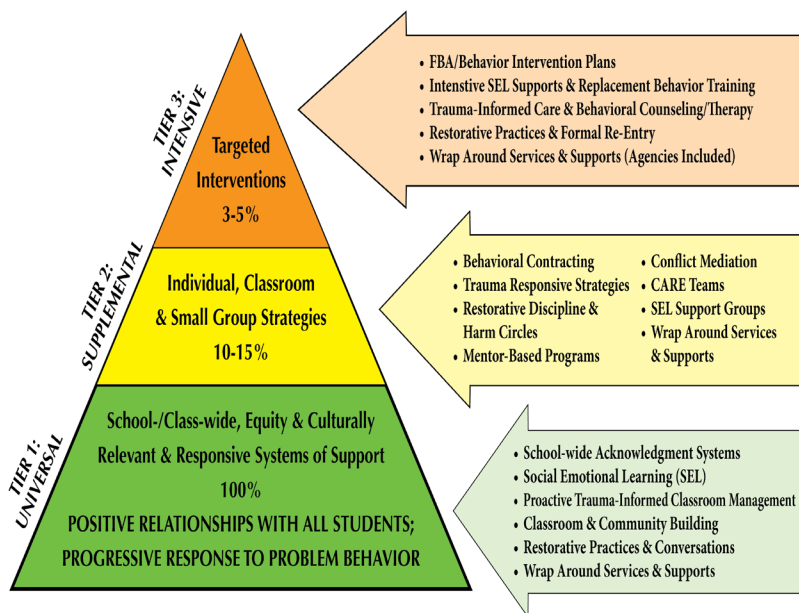 TIER 3:
INTENSIVE
Targeted
Interventions
3-5%
• FBA/Behavior Intervention Plans
• Intenstive SEL Supports & Replacement Behavior Training
• Trauma-Informed Care & Behavioral Counseling/Therapy
• Restorative Practices & Formal Re-Entry
• Wrap Around Services & Supports (Agencies Included)
TIER 2:
SUPPLEMENTAL
Individual, Classroom
& Small Group Strategies
10-15%
• Behavioral Contracting
• Trauma Responsive Strategies
• Restorative Discipline &
Harm Circles
• Mentor-Based Programs
• Conflict Mediation
• CARE Teams
• SEL Support Groups
• Wrap Around Services
& Supports
TIER 1:
UNIVERSAL
School-/Class-wide, Equity & Culturally
Relevant & Responsive Systems of Support
100%
POSITIVE RELATIONSHIPS WITH ALL STUDENTS;
PROGRESSIVE RESPONSE TO PROBLEM BEHAVIOR
• School-wide Acknowledgment Systems
• Social Emotional Learning (SEL)
• Proactive Trauma-Informed Classroom Management
• Classroom & Community Building
• Restorative Practices & Conversations
• Wrap Around Services & Supports